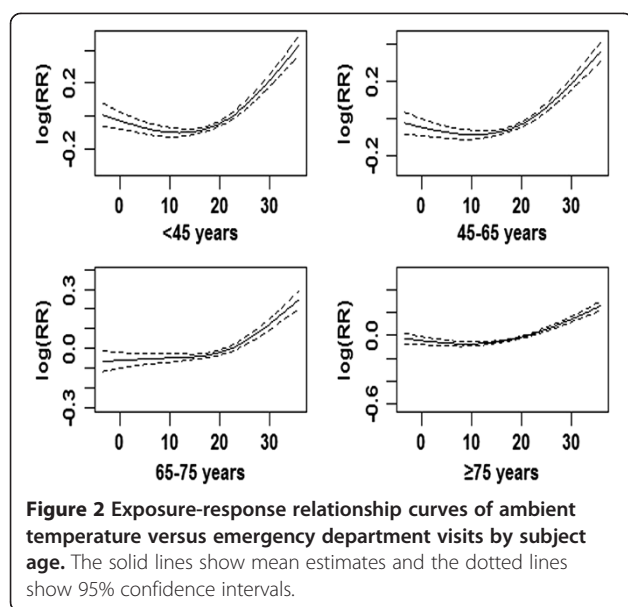 log(RR)
0.2
-0.2
0 10 20 30
<45 years
log(RR)
0.2
-0.2
0 10 20 30
45-65 years
log(RR)
0.3
0.0
-0.3
0 10 20 30
65-75 years
log(RR)
0.0
-0.6
0 10 20 30
≥75 years
Figure 2 Exposure-response relationship curves of ambient
temperature versus emergency department visits by subject
age. The solid lines show mean estimates and the dotted lines
show 95% confidence intervals.